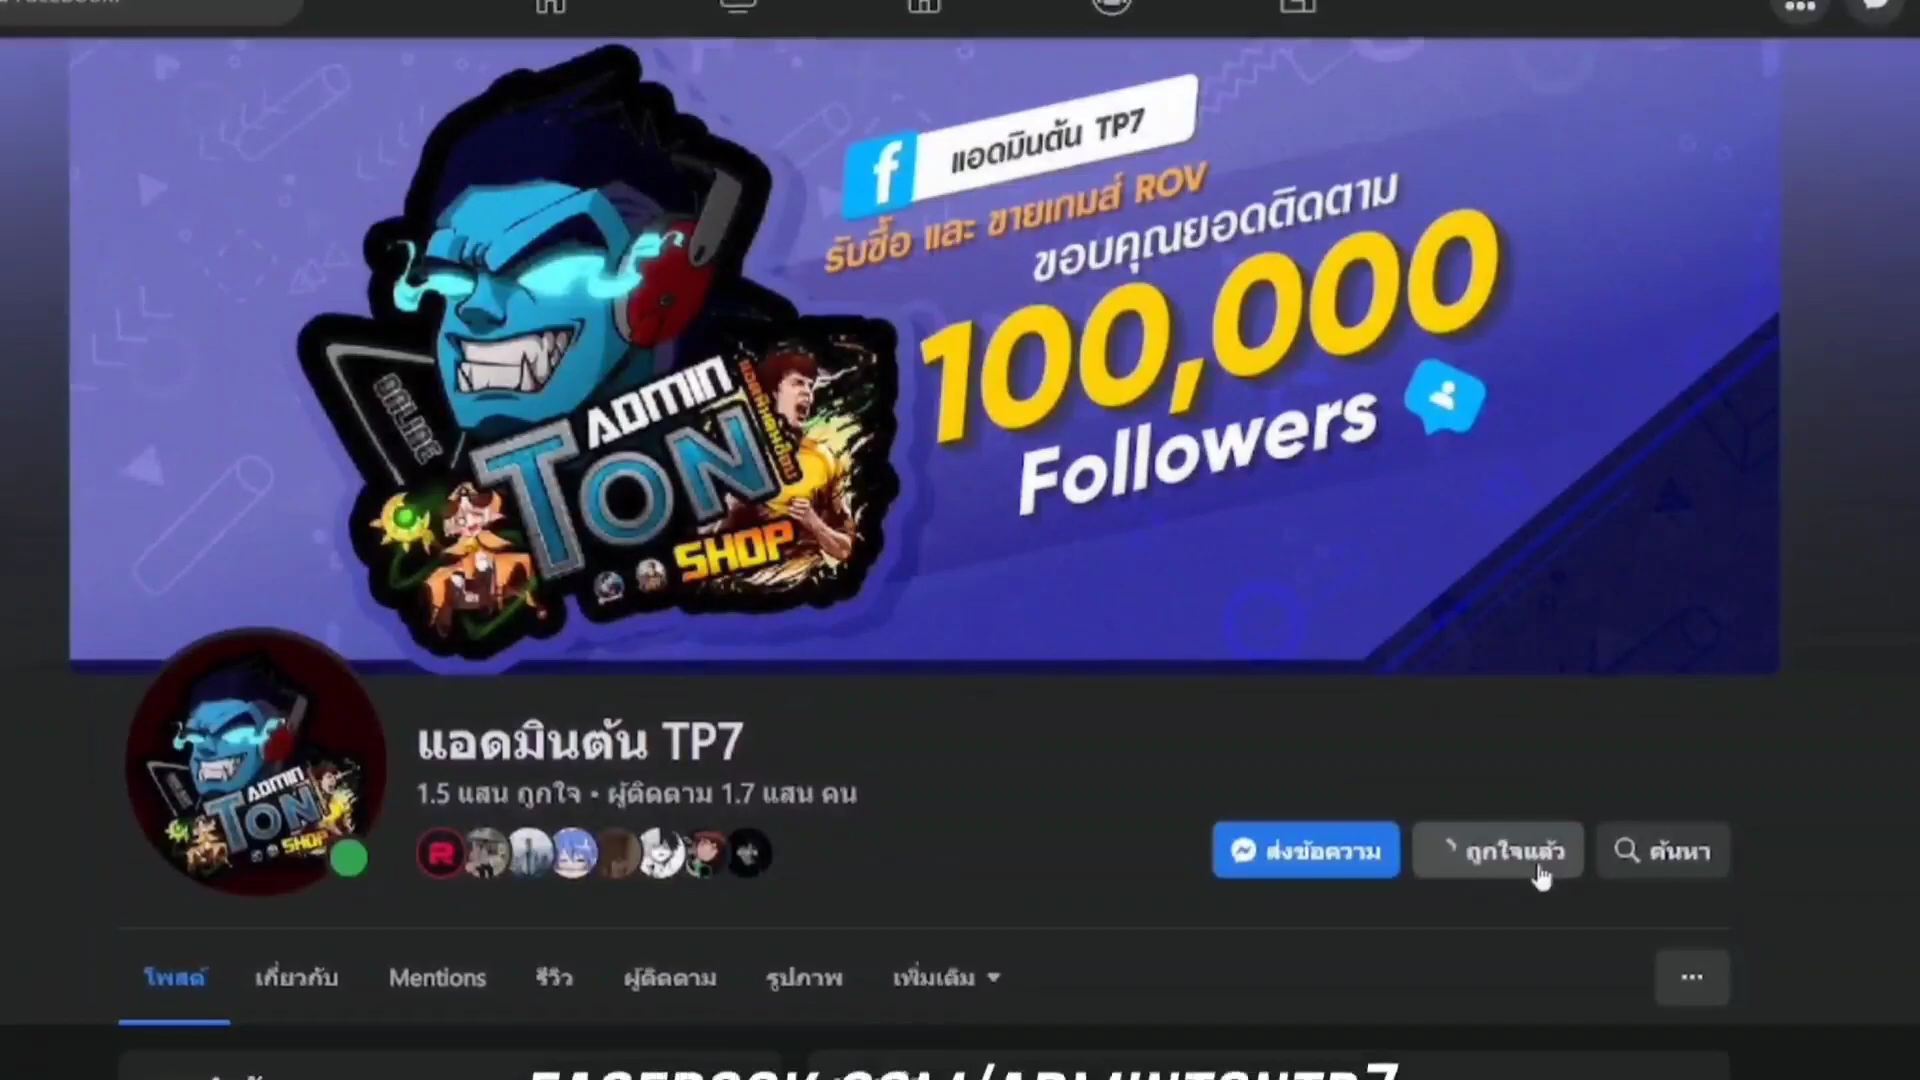 แอดมินต้น TP7
รับซื้อ และ ขายเกมส์ ROV
ขอบคุณยอดติดตาม
100,000
Followers
ONLINE
ADMIN
TON
SHOP
แอดมินต้น TP7
1.5 แสน ถูกใจ • ผู้ติดตาม 1.7 แสน คน
ADMIN
TON
SHOP
ส่งข้อความ
ถูกใจแล้ว
ค้นหา
โพสต์ เกี่ยวกับ Mentions รีวิว ผู้ติดตาม รูปภาพ เพิ่มเติม